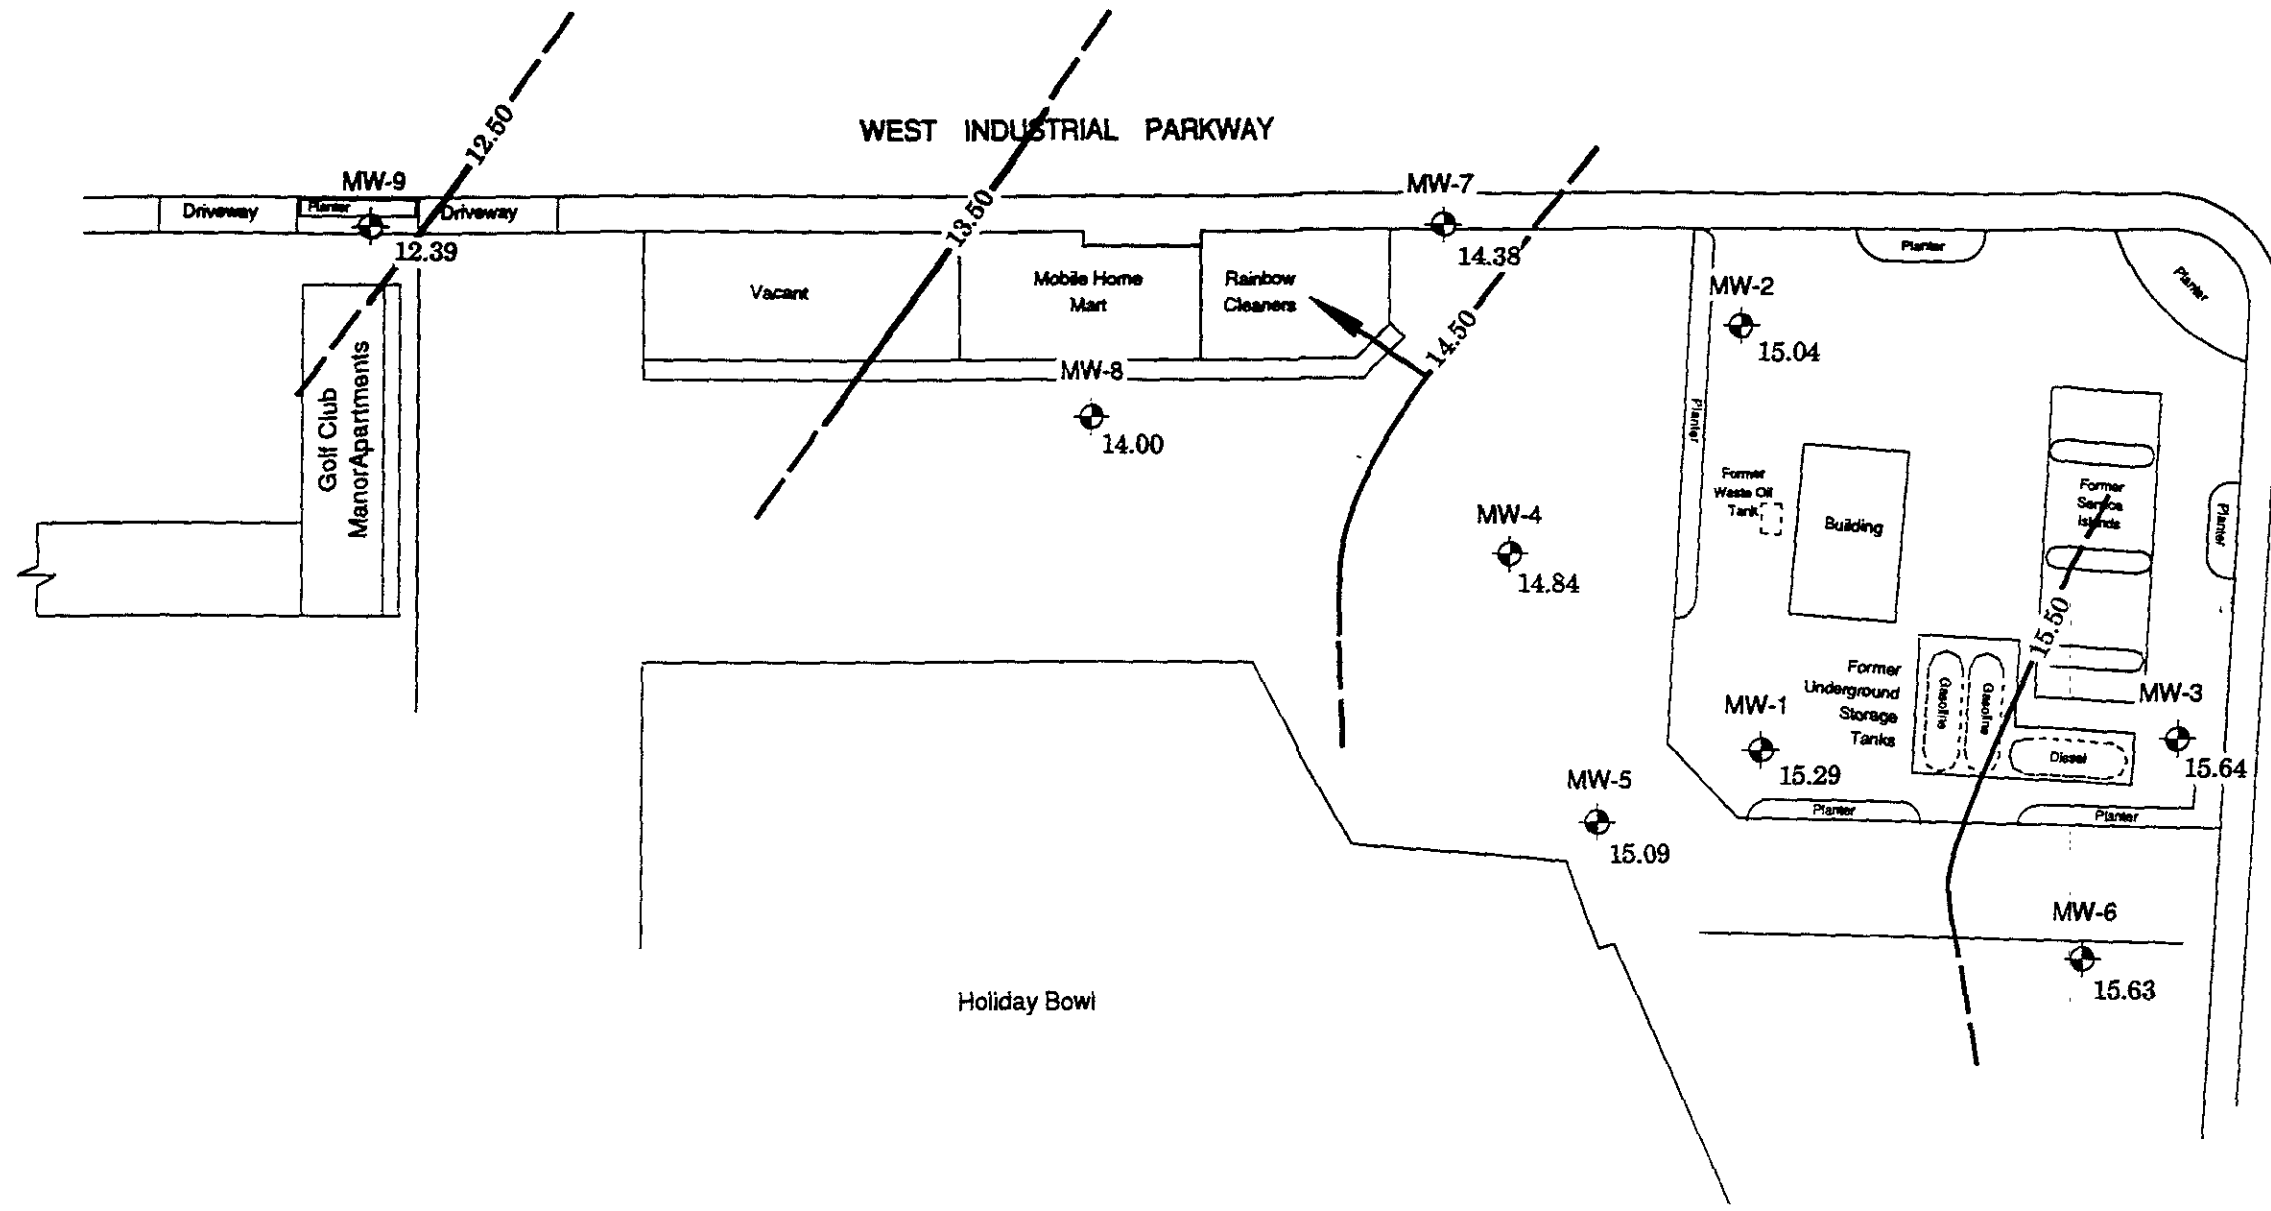 WEST INDUSTRIAL PARKWAY
12.50
13.50
14.50
15.50
MW-9
12.39
Driveway
Planter
Driveway
MW-7
14.38
Vacant
Mobile Home
Mart
Rainbow
Cleaners
MW-8
14.00
Golf Club
ManorApartments
MW-2
15.04
Planter
Planter
Planter
Former
Waste Oil
Tank
Building
Former
Service
Islands
Planter
MW-4
14.84
Former
Underground
Storage
Tanks
Gasoline
Gasoline
Diesel
MW-3
15.64
MW-1
15.29
MW-5
15.09
Planter
Planter
MW-6
15.63
Holiday Bowl